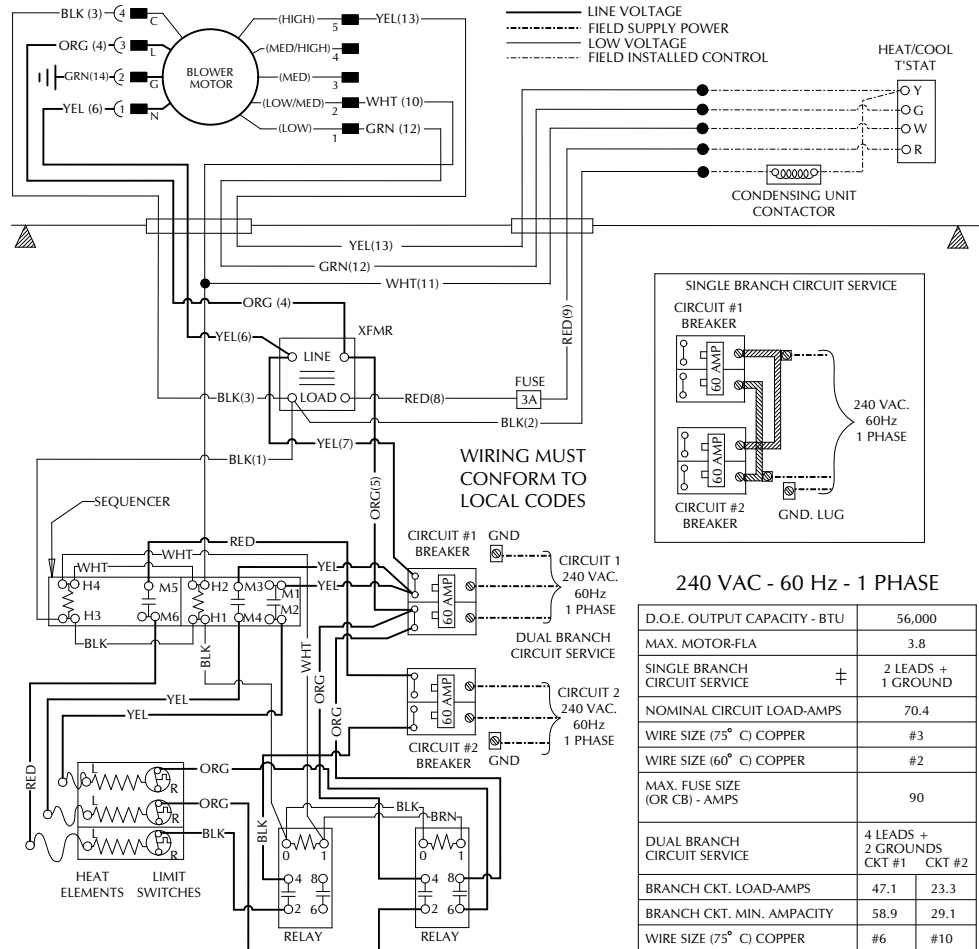 BLK (3)
4
C
ORG (4)
3
L
GRN(14)
2
G
YEL (6)
1
N
BLOWER
MOTOR
(HIGH)
5
YEL(13)
(MED/HIGH)
4
(MED)
3
(LOW/MED)
2
WHT (10)
(LOW)
1
GRN (12)
LINE VOLTAGE
FIELD SUPPLY POWER
LOW VOLTAGE
FIELD INSTALLED CONTROL
HEAT/COOL
T'STAT
Y
G
W
R
CONDENSING UNIT
CONTACTOR
YEL(13)
GRN(12)
WHT(11)
ORG (4)
YEL(6)
XFMR
LINE
LOAD
BLK(3)
RED(8)
FUSE
3A
RED(9)
BLK(2)
YEL(7)
BLK(1)
ORG(5)
WIRING MUST
CONFORM TO
LOCAL CODES
SINGLE BRANCH CIRCUIT SERVICE
CIRCUIT #1
BREAKER
60 AMP
60 AMP
CIRCUIT #2
BREAKER
240 VAC.
60Hz
1 PHASE
GND. LUG
SEQUENCER
RED
WHT
WHT
YEL
YEL
H4
M5
H2
M3
M1
M2
H3
M6
H1
M4
BLK
BLK
WHT
ORG
ORG
YEL
YEL
RED
CIRCUIT #1
BREAKER
GND
60 AMP
CIRCUIT 1
240 VAC.
60Hz
1 PHASE
DUAL BRANCH
CIRCUIT SERVICE
60 AMP
CIRCUIT 2
240 VAC.
60Hz
1 PHASE
CIRCUIT #2
BREAKER
GND
L
R
ORG
L
R
ORG
L
R
BLK
HEAT
ELEMENTS
LIMIT
SWITCHES
BLK
BLK
BRN
0
1
4
8
2
6
RELAY
0
1
4
8
2
6
RELAY
240 VAC - 60 Hz - 1 PHASE
D.O.E. OUTPUT CAPACITY - BTU 56,000
MAX. MOTOR-FLA 3.8
SINGLE BRANCH
CIRCUIT SERVICE ‡ 2 LEADS +
1 GROUND
NOMINAL CIRCUIT LOAD-AMPS 70.4
WIRE SIZE (75° C) COPPER #3
WIRE SIZE (60° C) COPPER #2
MAX. FUSE SIZE
(OR CB) - AMPS 90
DUAL BRANCH
CIRCUIT SERVICE
4 LEADS +
2 GROUNDS
CKT #1 CKT #2
BRANCH CKT. LOAD-AMPS 47.1 23.3
BRANCH CKT. MIN. AMPACITY 58.9 29.1
WIRE SIZE (75° C) COPPER #6 #10